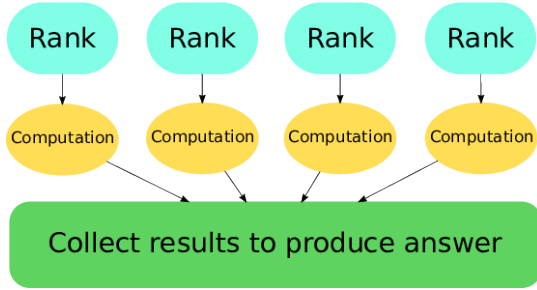 Rank Rank Rank Rank
Computation Computation Computation Computation
Collect results to produce answer